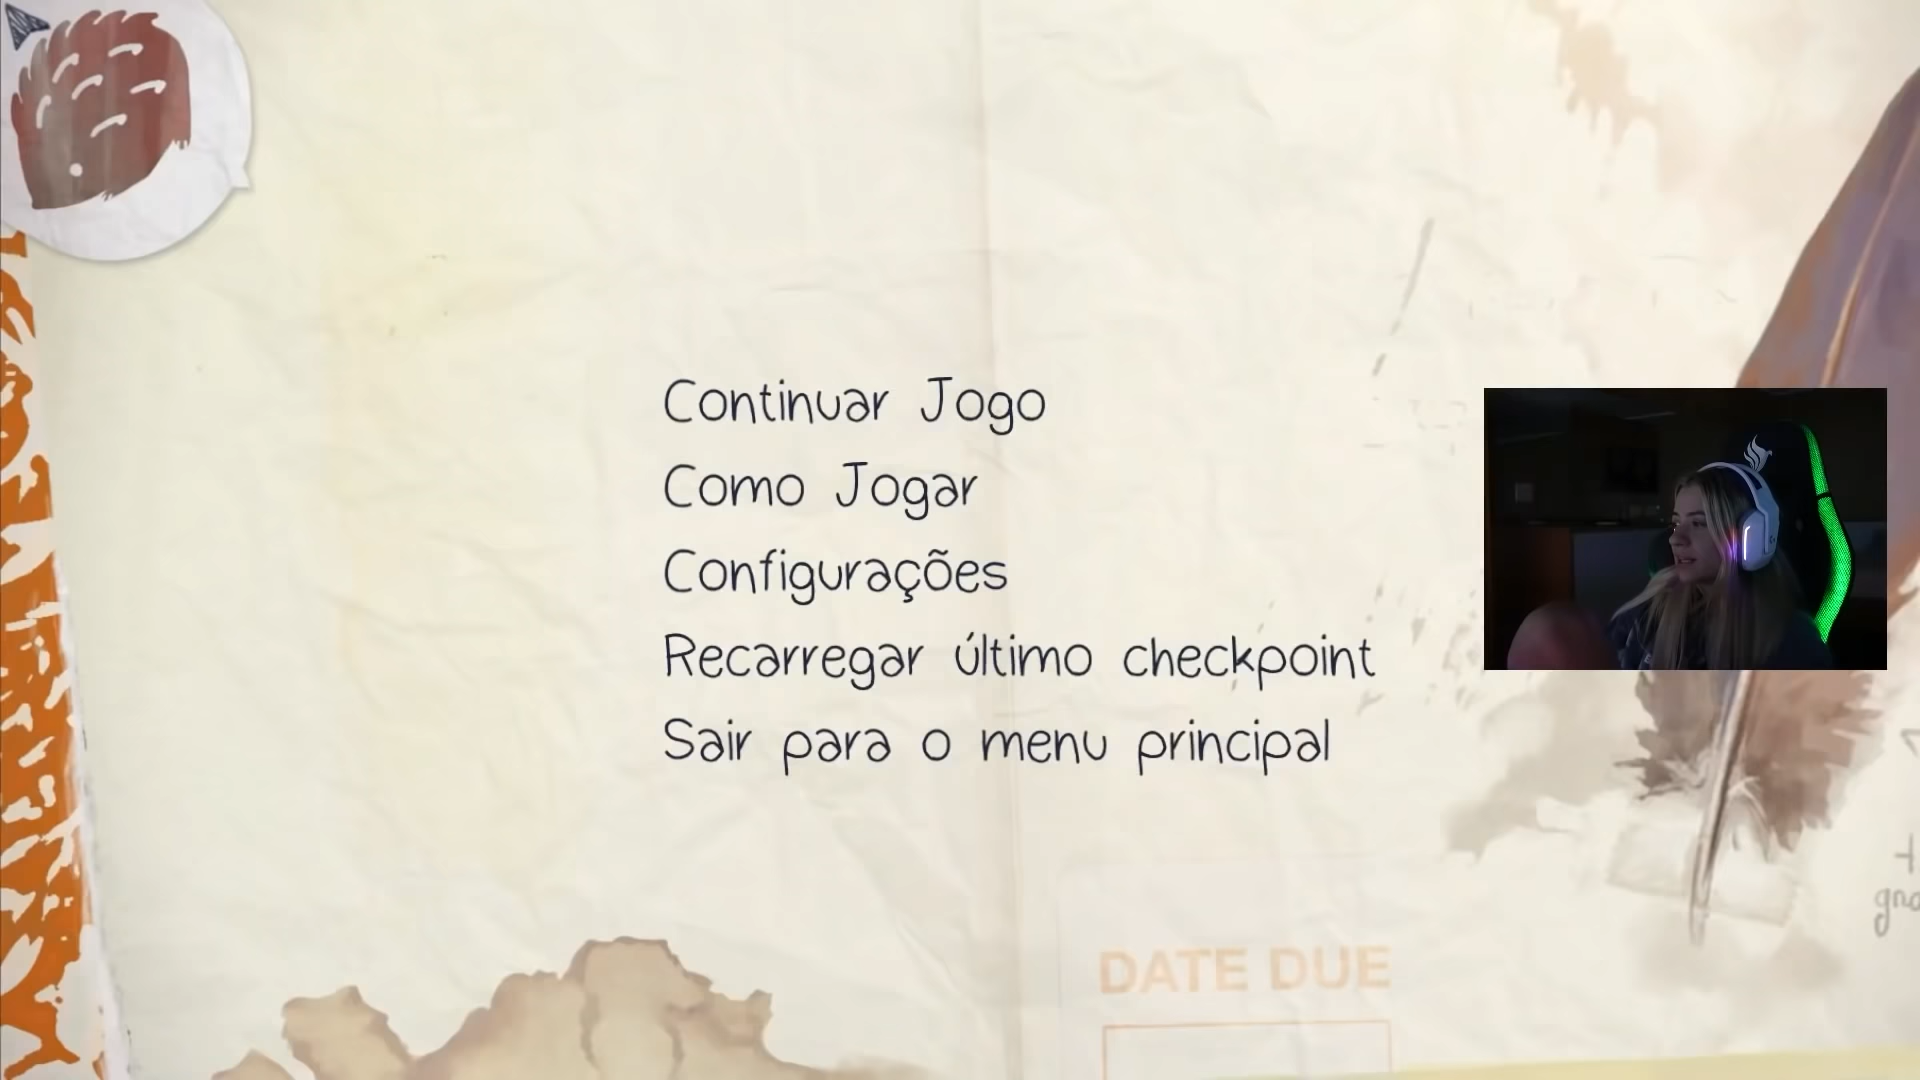 Continuar Jogo
Como Jogar
Configurações
Recarregar último checkpoint
Sair para o menu principal
DATE DUE